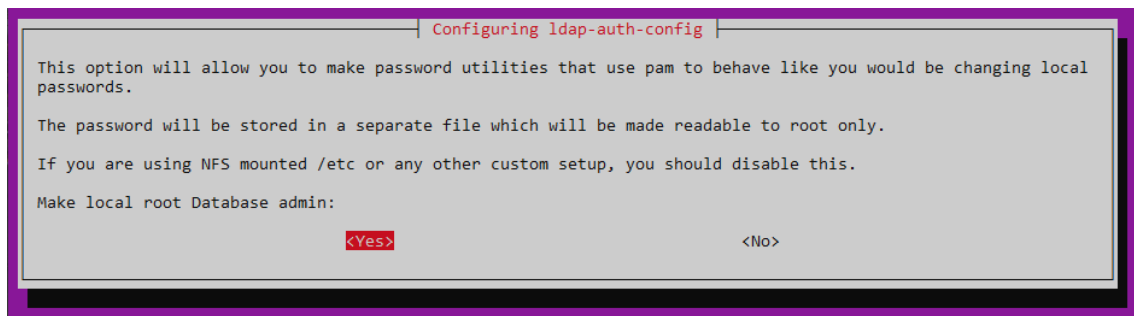 Configuring ldap-auth-config
This option will allow you to make password utilities that use pam to behave like you would be changing local
passwords.
The password will be stored in a separate file which will be made readable to root only.
If you are using NFS mounted /etc or any other custom setup, you should disable this.
Make local root Database admin:
<Yes> <No>